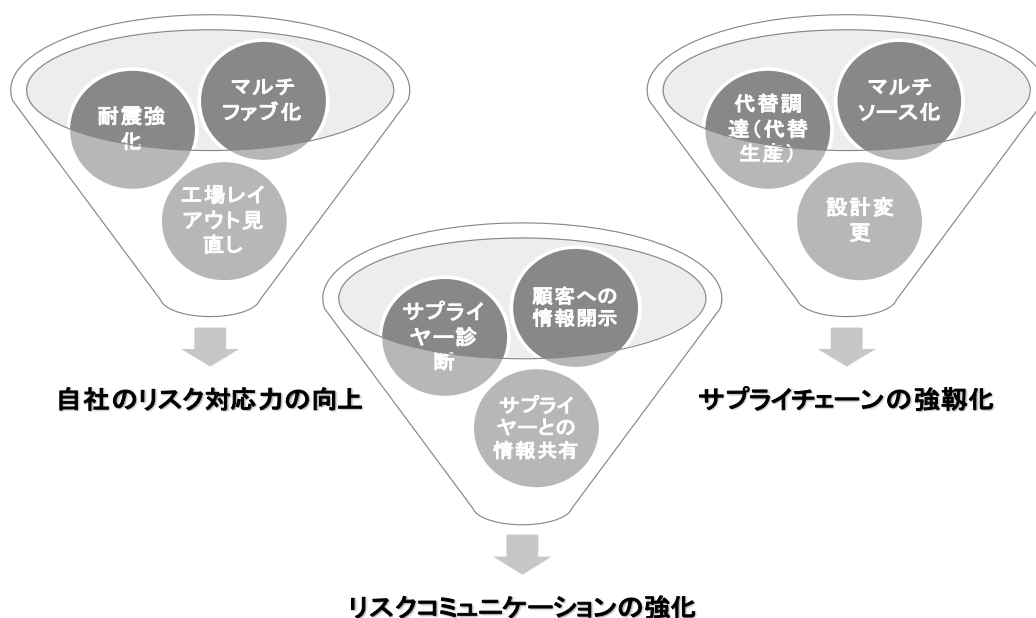 耐震強
化
マルチ
ファブ化
工場レイ
アウト見
直し
自社のリスク対応力の向上
サプライ
ヤー診
断
顧客への
情報開示
サプライ
ヤーとの
情報共有
リスクコミュニケーションの強化
代替調
達(代替
生産)
マルチ
ソース化
設計変
更
サプライチェーンの強靱化